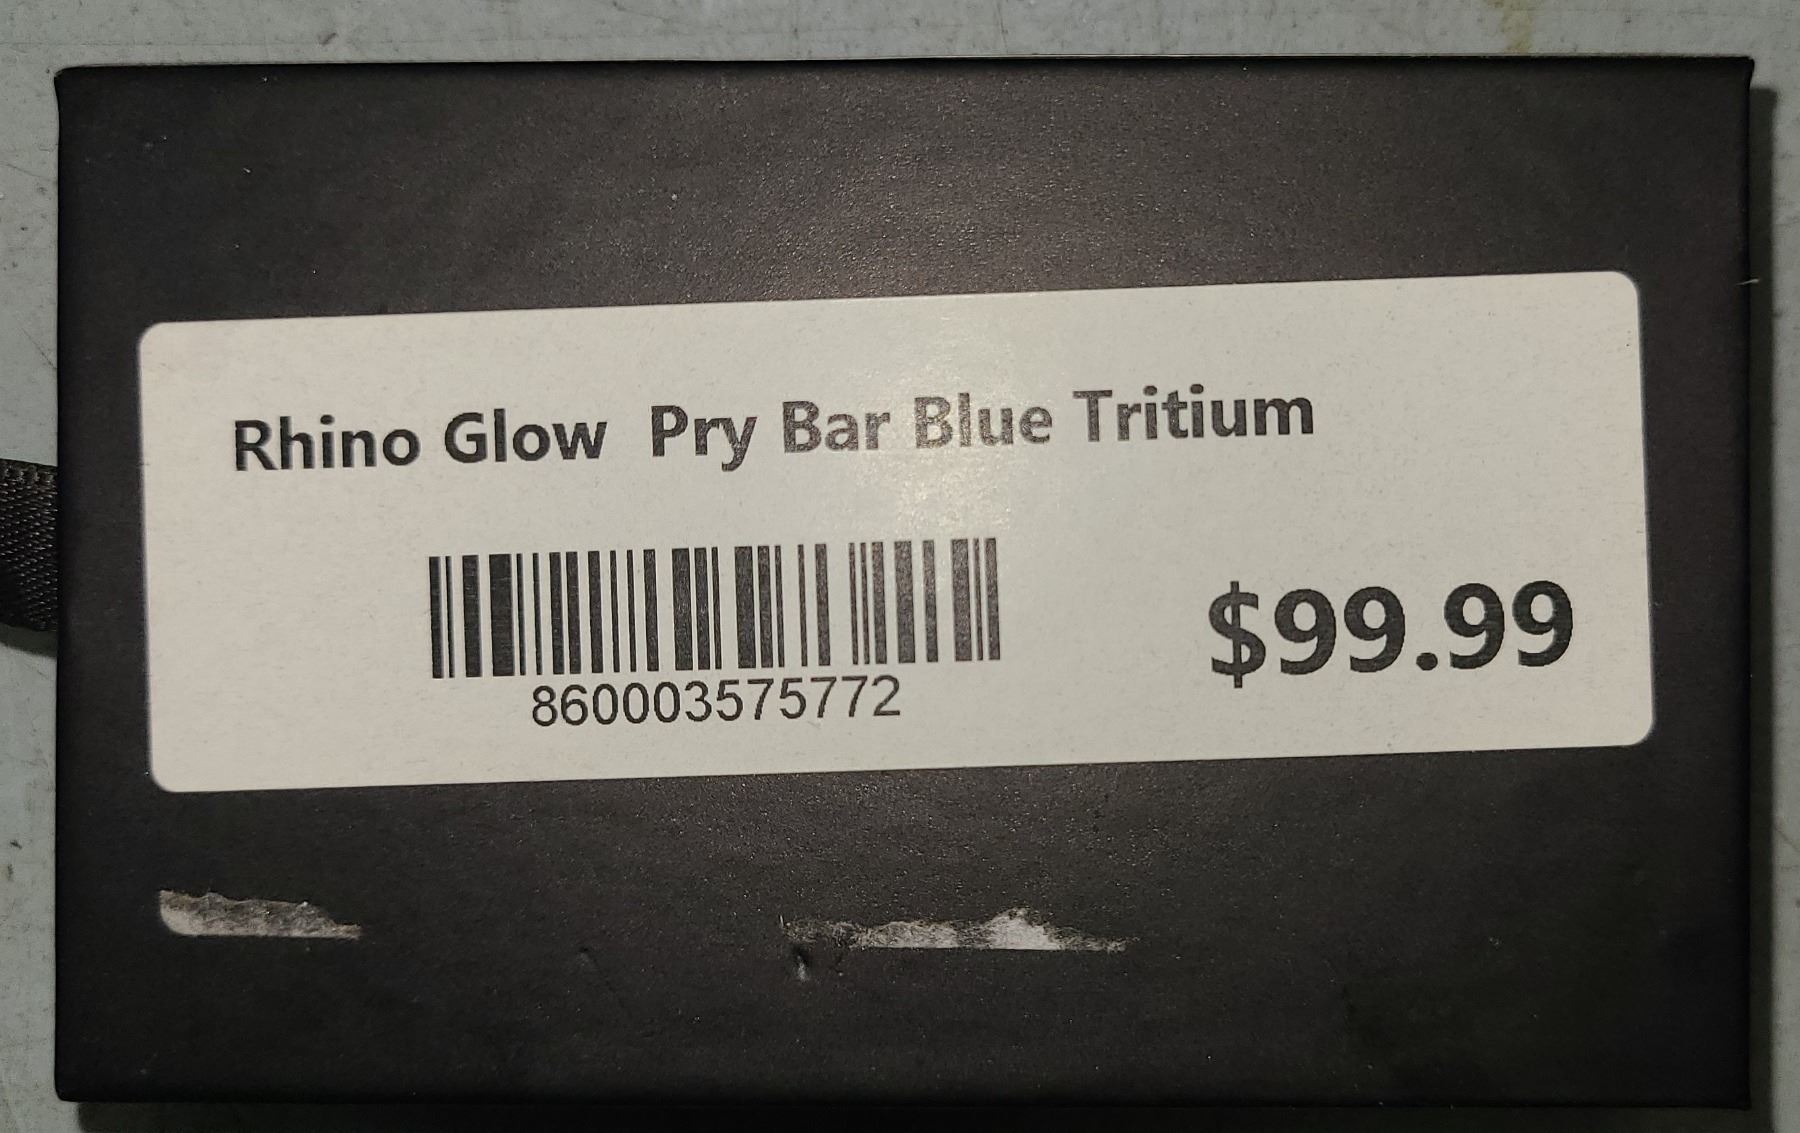 Rhino Glow  Pry Bar Blue Tritium
860003575772
$99.99